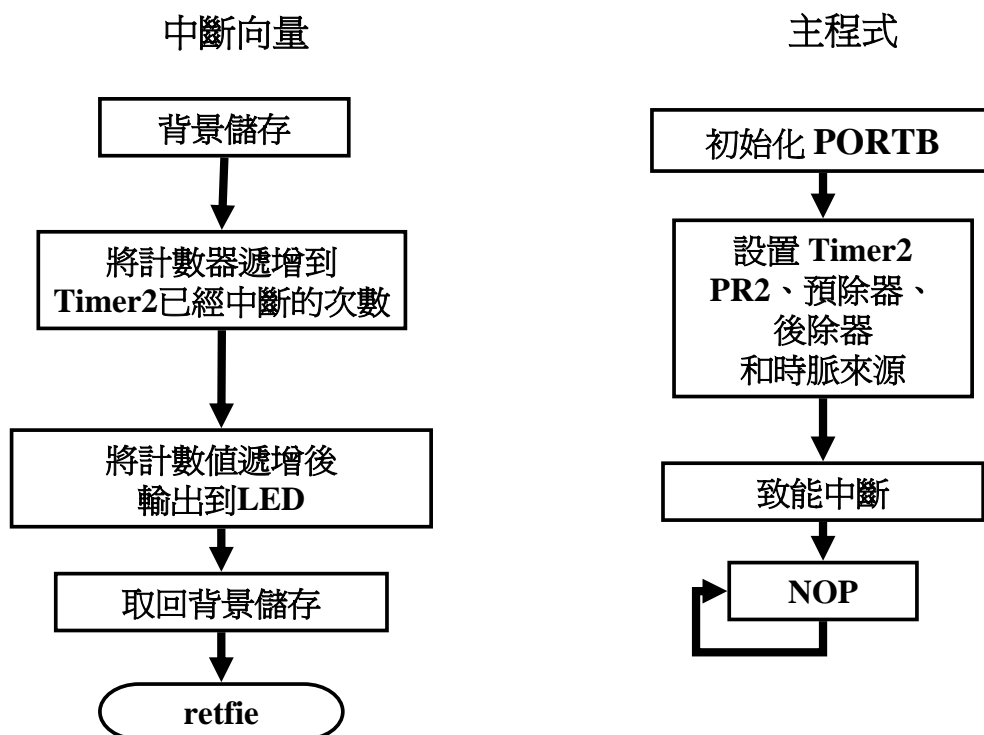 中斷向量
背景儲存
將計數器遞增到
Timer2已經中斷的次數
將計數值遞增後
輸出到LED
取回背景儲存
retfie
主程式
初始化 PORTB
設置 Timer2
PR2、預除器、
後除器
和時脈來源
致能中斷
NOP